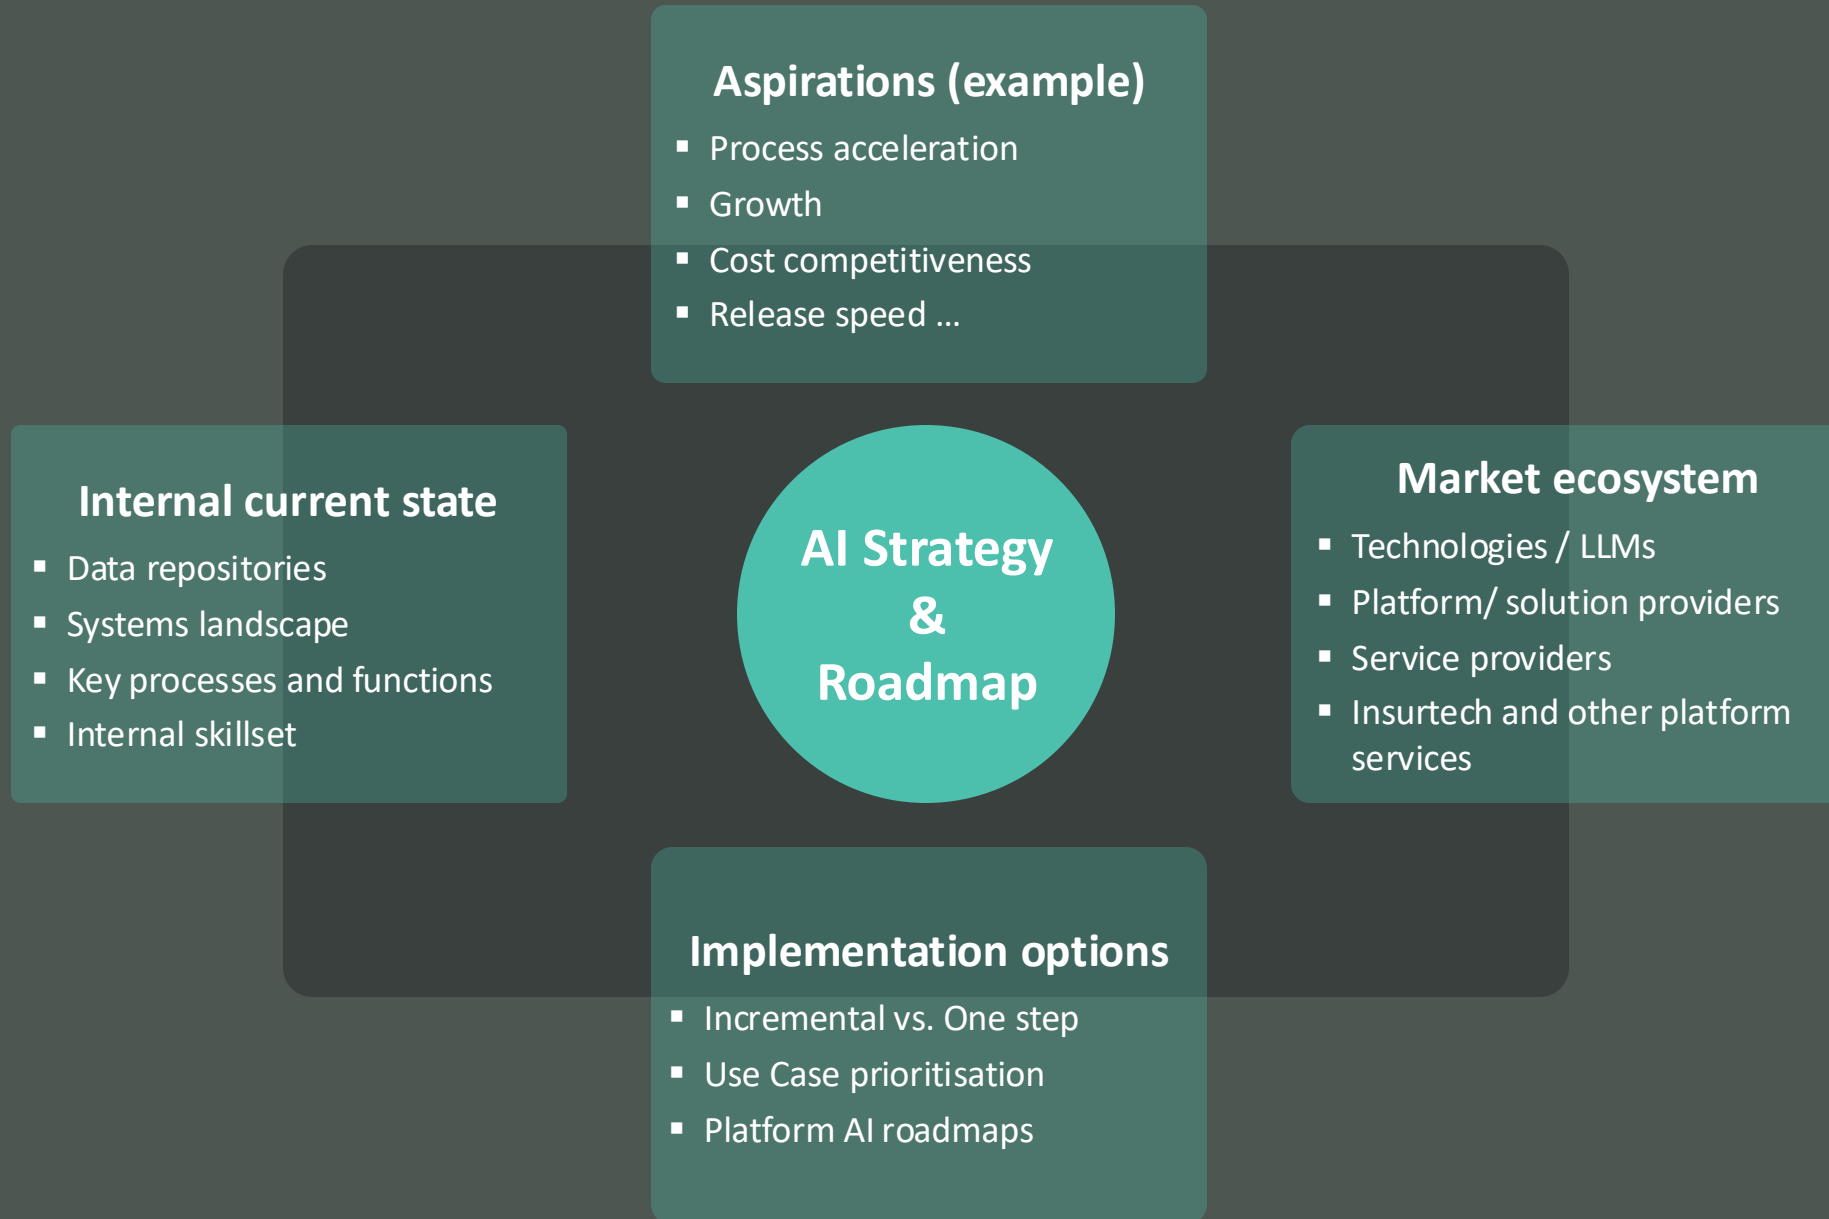 Aspirations (example)
▪ Process acceleration
▪ Growth
▪ Cost competitiveness
▪ Release speed ...
Internal current state
▪ Data repositories
▪ Systems landscape
▪ Key processes and functions
▪ Internal skillset
AI Strategy
&
Roadmap
Market ecosystem
▪ Technologies / LLMs
▪ Platform/ solution providers
▪ Service providers
▪ Insurtech and other platform
services
Implementation options
▪ Incremental vs. One step
▪ Use Case prioritisation
▪ Platform AI roadmaps